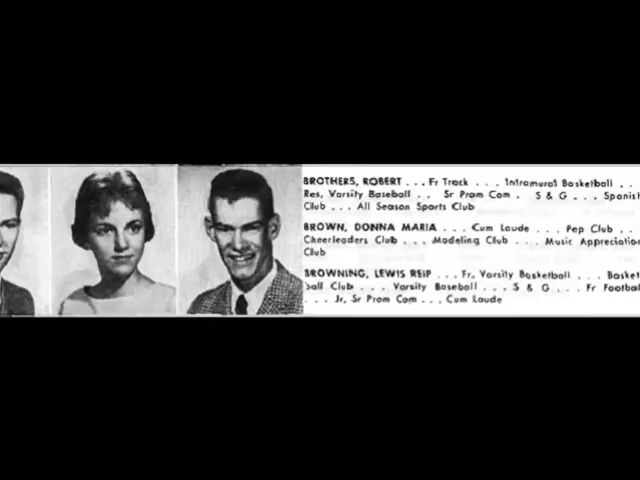 BROTHERS, ROBERT . . . Fr Track . . . Intramural Basketball . . .
Res, Varsity Baseball . . Sr Prom Com . S & G . . . Spanish
Club . . . All Season Sports Club
BROWN, DONNA MARIA . . . Cum Laude . . . Pep Club . .
Cheerleaders Club . . . Modeling Club . . . Music Appreciation
Club
BROWNING, LEWIS REIP . . . Fr, Varsity Basketball . . . Basket
ball Club . . . Varsity Baseball . . . S & G . . . Fr Football
. . . Jr, Sr Prom Com . . . Cum Laude